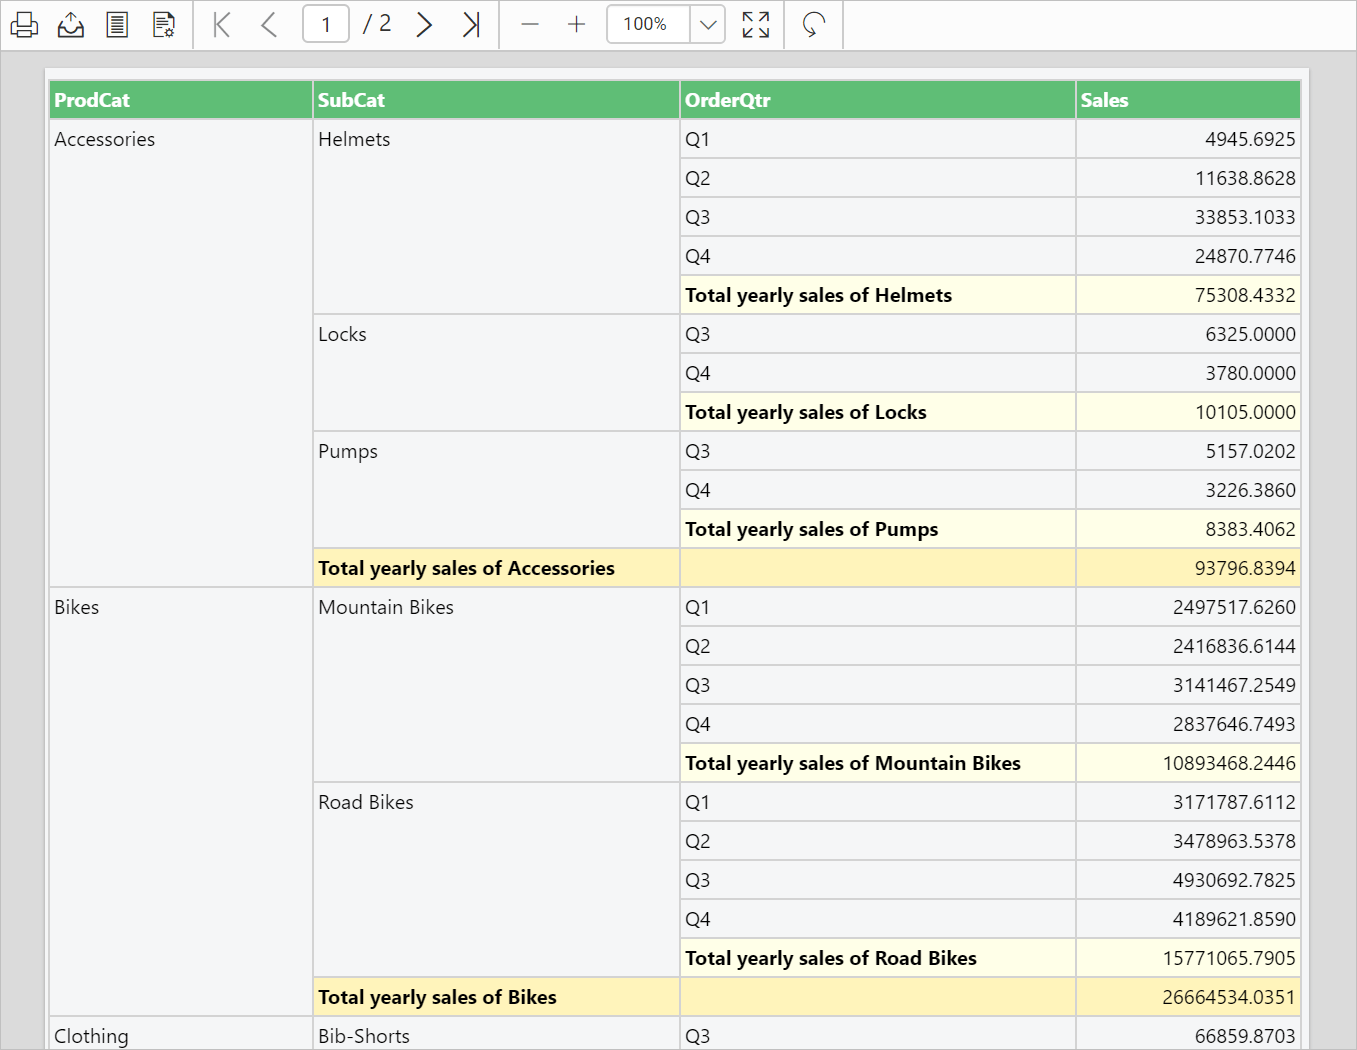 1 / 2 100%
ProdCat SubCat OrderQtr Sales
Accessories Helmets Q1 4945.6925
Q2 11638.8628
Q3 33853.1033
Q4 24870.7746
Total yearly sales of Helmets 75308.4332
Locks Q3 6325.0000
Q4 3780.0000
Total yearly sales of Locks 10105.0000
Pumps Q3 5157.0202
Q4 3226.3860
Total yearly sales of Pumps 8383.4062
Total yearly sales of Accessories 93796.8394
Bikes Mountain Bikes Q1 2497517.6260
Q2 2416836.6144
Q3 3141467.2549
Q4 2837646.7493
Total yearly sales of Mountain Bikes 10893468.2446
Road Bikes Q1 3171787.6112
Q2 3478963.5378
Q3 4930692.7825
Q4 4189621.8590
Total yearly sales of Road Bikes 15771065.7905
Total yearly sales of Bikes 26664534.0351
Clothing Bib-Shorts Q3 66859.8703